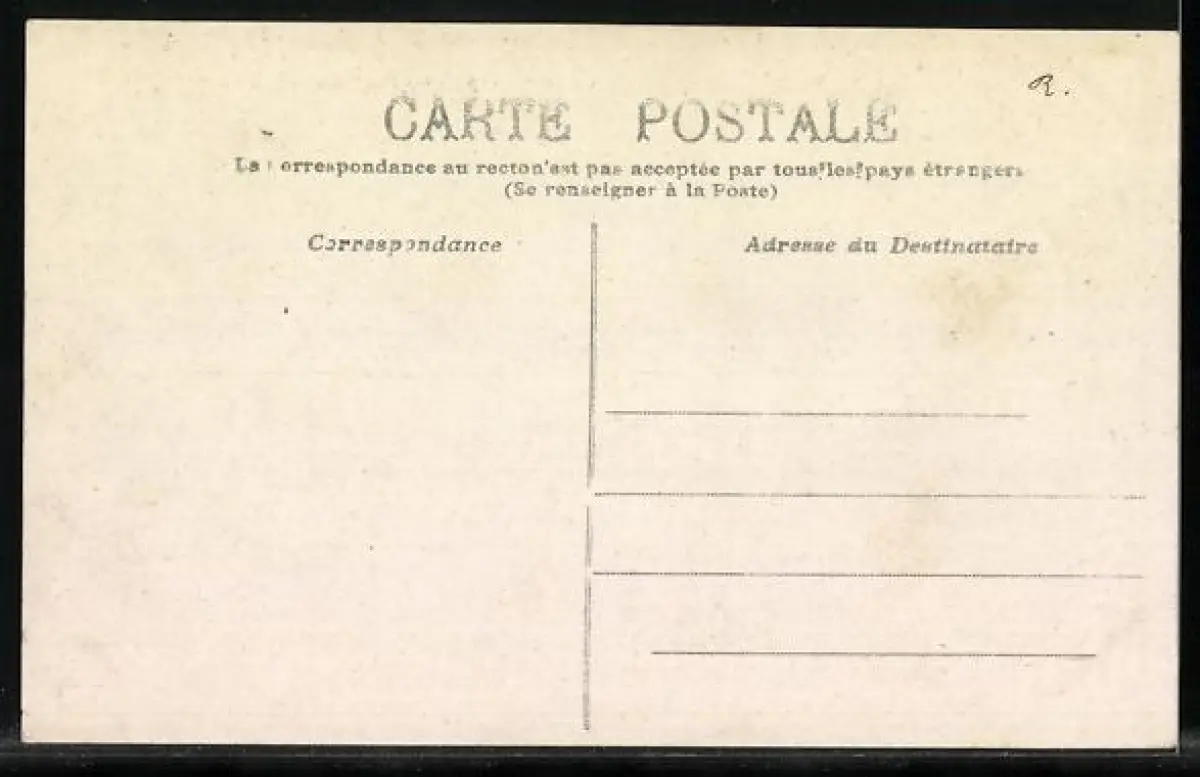 R.
CARTE POSTALE
La correspondance au recto n'est pas acceptée par tous les pays étrangers
(Se renseigner à la Poste)
Correspondance
Adresse du Destinataire